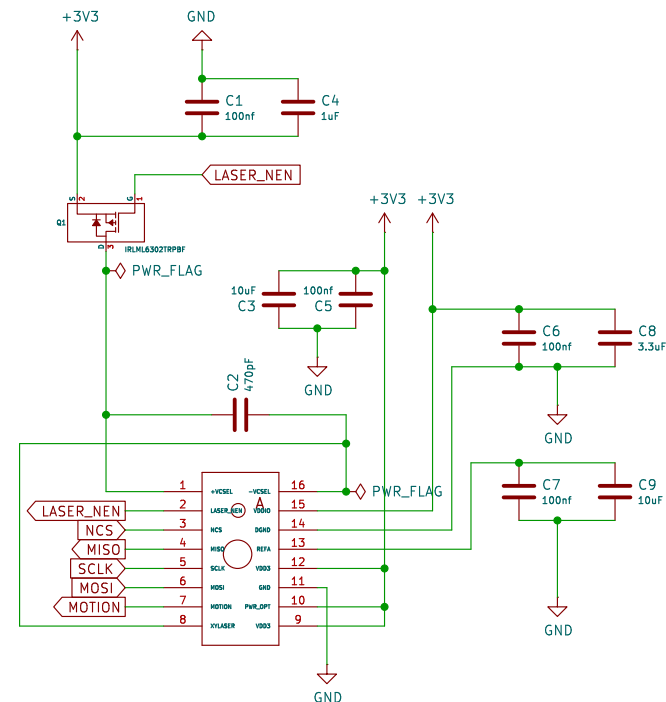 +3V3
GND
C1
100nf
C4
1uF
LASER_NEN
S
2
G
1
Q1
D
3
IRLML6302TRPBF
PWR_FLAG
+3V3
+3V3
10uF
C3
100nf
C5
GND
C6
100nf
C8
3.3uF
GND
C2
470pF
C7
100nf
C9
10uF
GND
PWR_FLAG
A
1
+VCSEL
-VCSEL
16
LASER_NEN
2
LASER_NEN
VDDIO
15
NCS
3
NCS
DGND
14
MISO
4
MISO
REFA
13
SCLK
5
SCLK
VDD3
12
MOSI
6
MOSI
GND
11
MOTION
7
MOTION
PWR_OPT
10
8
XYLASER
VDD3
9
GND